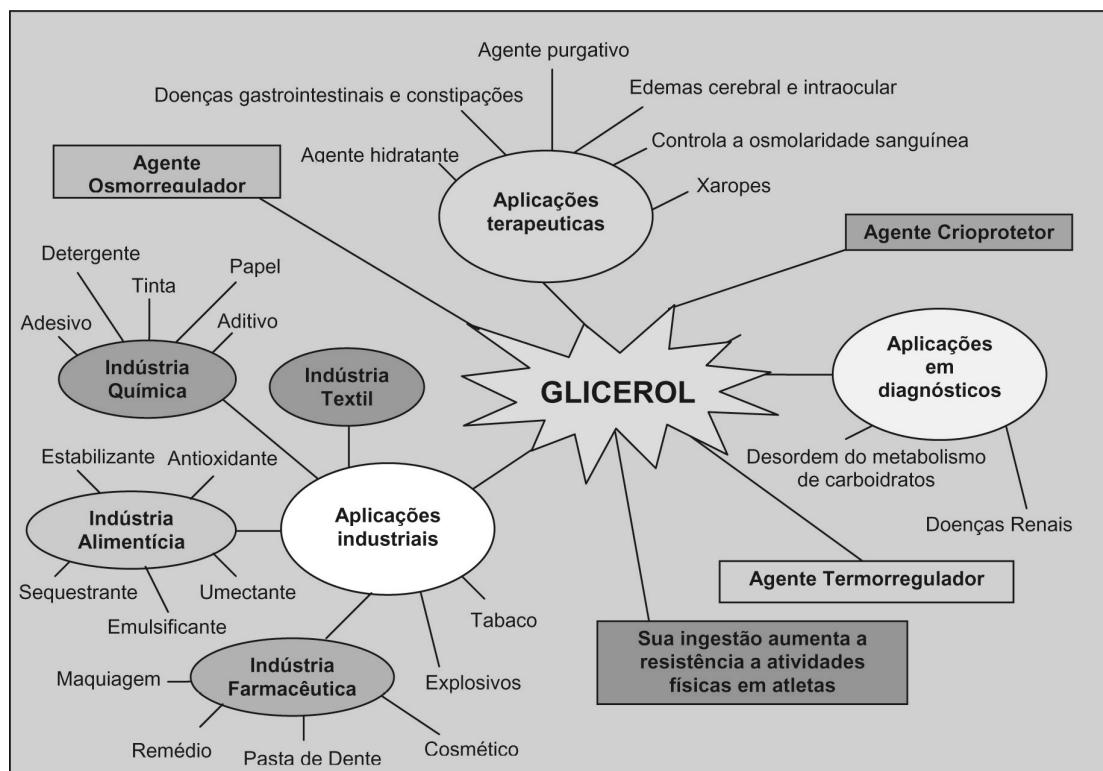 Agente purgativo
Doenças gastrointestinais e constipações
Edemas cerebral e intraocular
Agente hidratante
Controla a osmolaridade sanguínea
Xaropes
Aplicações
terapeuticas
Agente
Osmorregulador
Agente Crioprotetor
Detergente
Tinta
Papel
Adesivo
Aditivo
Indústria
Química
Indústria
Textil
GLICEROL
Aplicações
em
diagnósticos
Desordem do metabolismo
de carboidratos
Doenças Renais
Estabilizante
Antioxidante
Indústria
Alimentícia
Sequestrante
Umectante
Emulsificante
Aplicações
industriais
Tabaco
Explosivos
Agente Termorregulador
Sua ingestão aumenta a
resistência a atividades
físicas em atletas
Indústria
Farmacêutica
Maquiagem
Remédio
Pasta de Dente
Cosmético